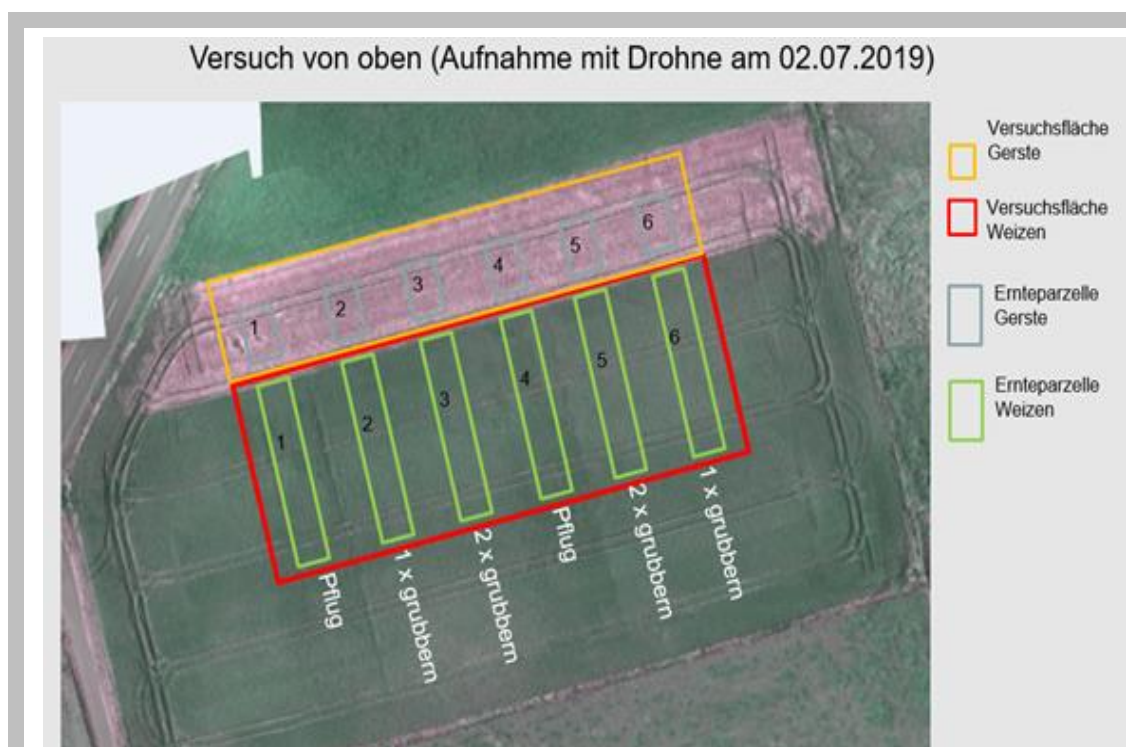 Versuch von oben (Aufnahme mit Drohne am 02.07.2019)
Versuchsfläche
Gerste
Versuchsfläche
Weizen
Ernteparzelle
Gerste
Ernteparzelle
Weizen
1
2
3
4
5
6
1
2
3
4
5
6
Pflug
1 x grubbern
2 x grubbern
Pflug
2 x grubbern
1 x grubbern